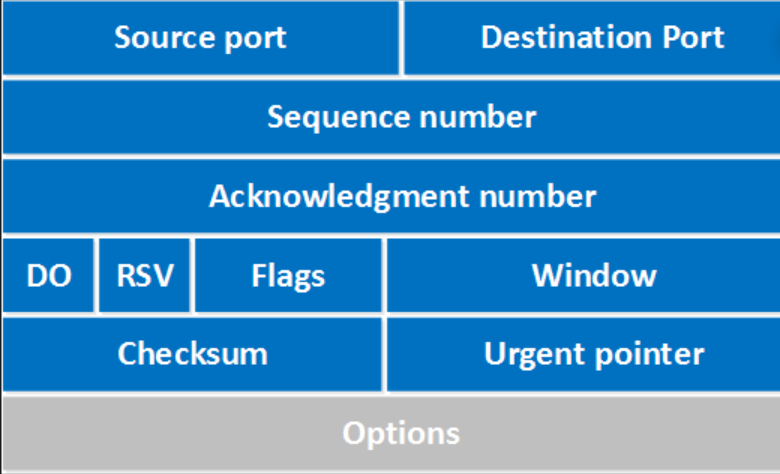 Source port Destination Port
Sequence number
Acknowledgment number
DO RSV Flags Window
Checksum Urgent pointer
Options